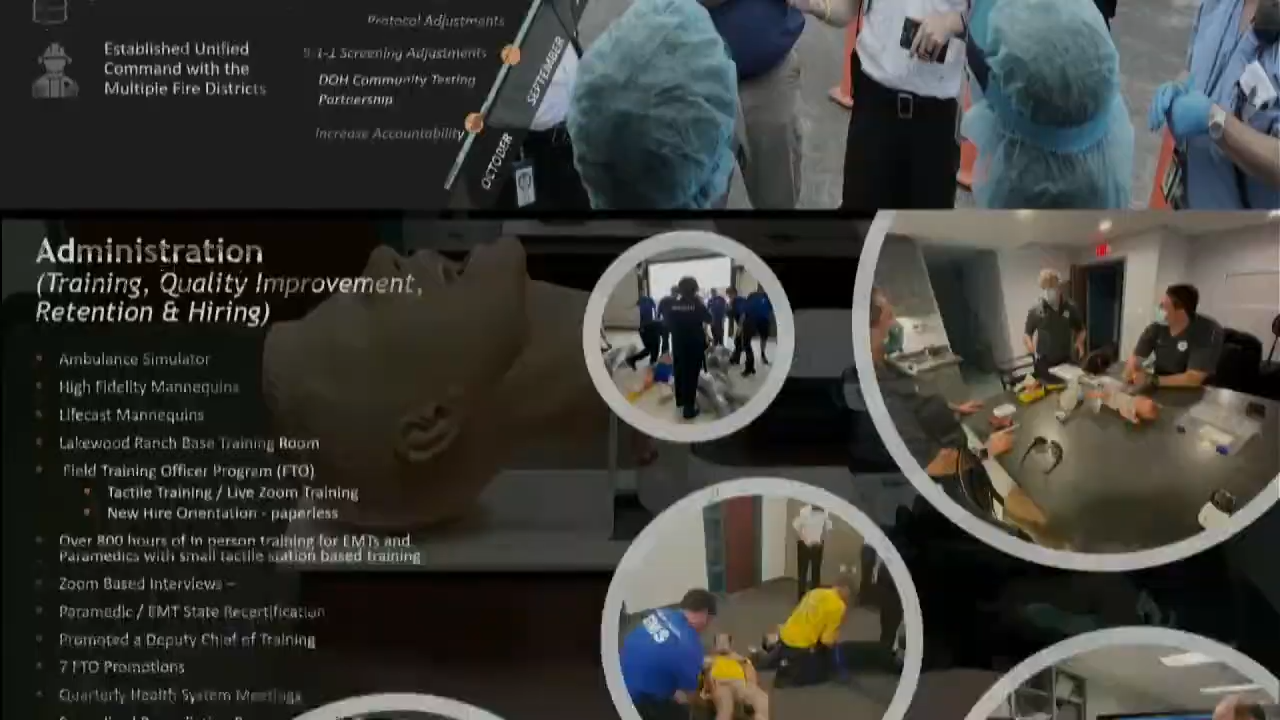 Established Unified
Command with the
Multiple Fire Districts
Protocol Adjustments
1-1 Screening Adjustments
DOH Community Testing
Partnership
Increase Accountability
SEPTEMBER
OCTOBER
Administration
(Training, Quality Improvement,
Retention & Hiring)
Ambulance Simulator
High Fidelity Mannequins
Lifecast Mannequins
Lakewood Ranch Base Training Room
Field Training Officer Program (FTO)
Tactile Training / Live Zoom Training
New Hire Orientation - paperless
Over 800 hours of in person training for EMTs and
Paramedics with small tactile station based training
Zoom Based Interviews –
Paramedic / EMT State Recertification
Promoted a Deputy Chief of Training
7 FTO Promotions
Quarterly Health System Meetings
EMS